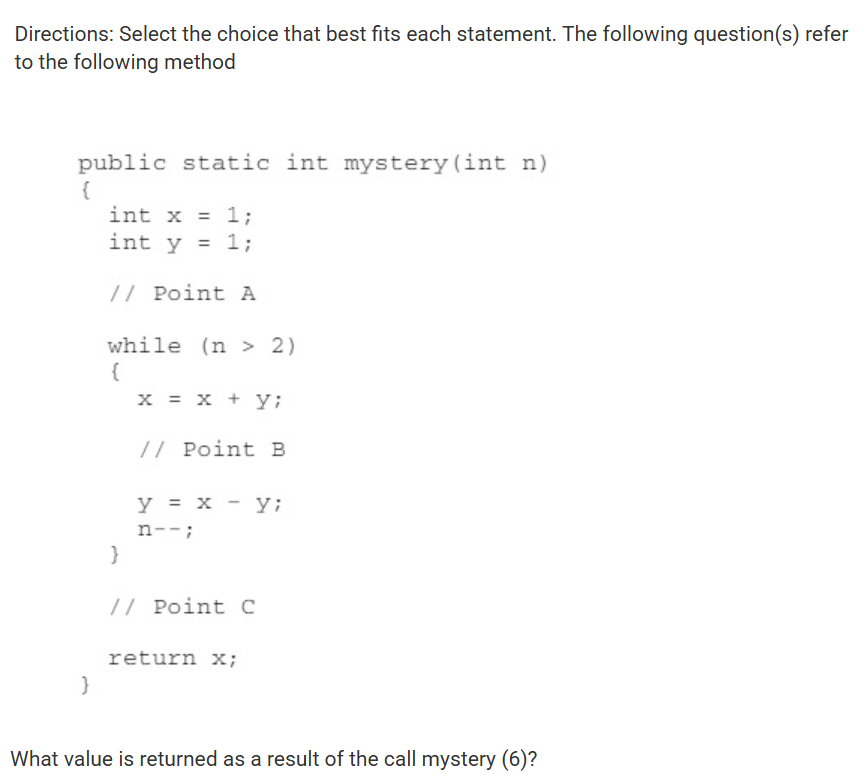 Directions: Select the choice that best fits each statement. The following question(s) refer
to the following method
public static int mystery(int n)
{
int x = 1;
int y = 1;
// Point A
while (n > 2)
{
x = x + y;
// Point B
y = x - y;
n--;
}
// Point C
return x;
}
What value is returned as a result of the call mystery (6)?